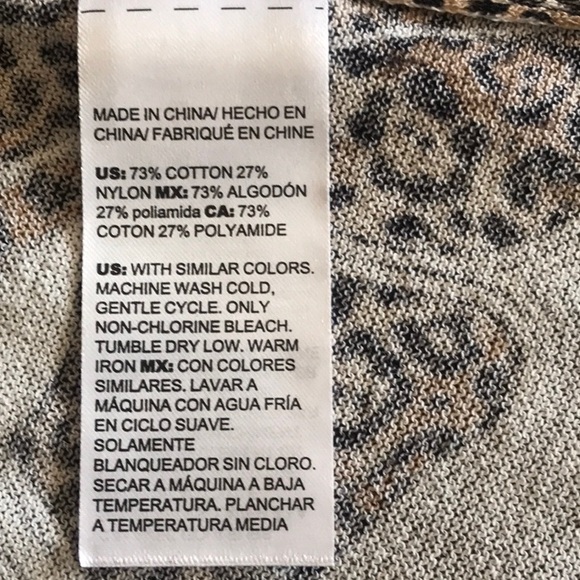 MADE IN CHINA/ HECHO EN
CHINA/ FABRIQUÉ EN CHINE
US: 73% COTTON 27%
NYLON MX: 73% ALGODÓN
27% poliamida CA: 73%
COTON 27% POLYAMIDE
US: WITH SIMILAR COLORS.
MACHINE WASH COLD,
GENTLE CYCLE. ONLY
NON-CHLORINE BLEACH.
TUMBLE DRY LOW. WARM
IRON MX: CON COLORES
SIMILARES. LAVAR A
MÁQUINA CON AGUA FRÍA
EN CICLO SUAVE.
SOLAMENTE
BLANQUEADOR SIN CLORO.
SECAR A MÁQUINA A BAJA
TEMPERATURA. PLANCHAR
A TEMPERATURA MEDIA